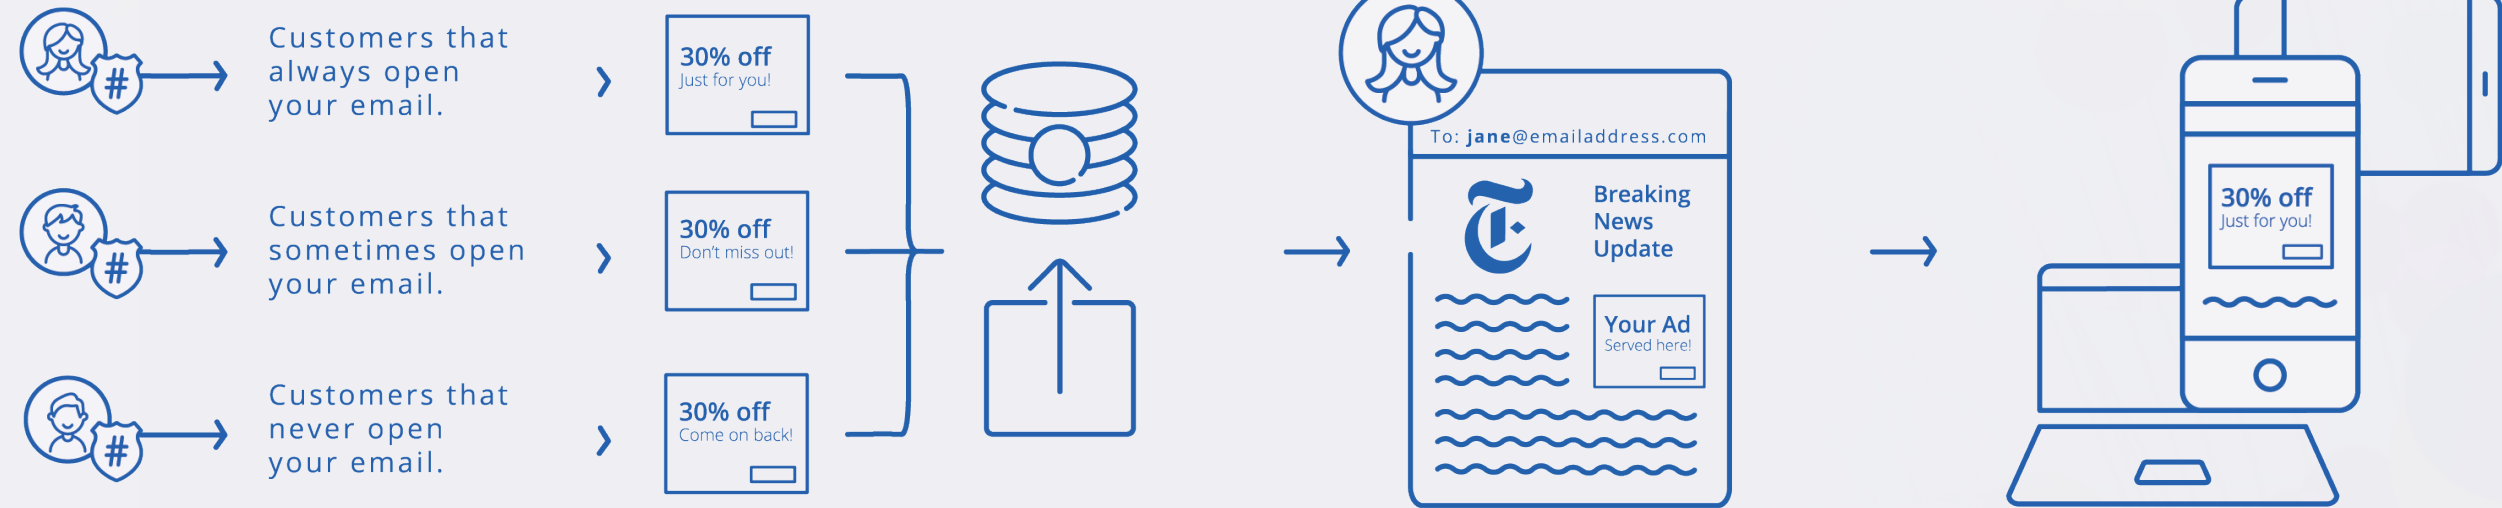 Customers that
always open
your email.
30% off
Just for you!
Customers that
sometimes open
your email.
30% off
Don't miss out!
Customers that
never open
your email.
30% off
Come on back!
#
#
#
To: jane@emailaddress.com
T
Breaking
News
Update
Your Ad
Served here!
30% off
Just for you!